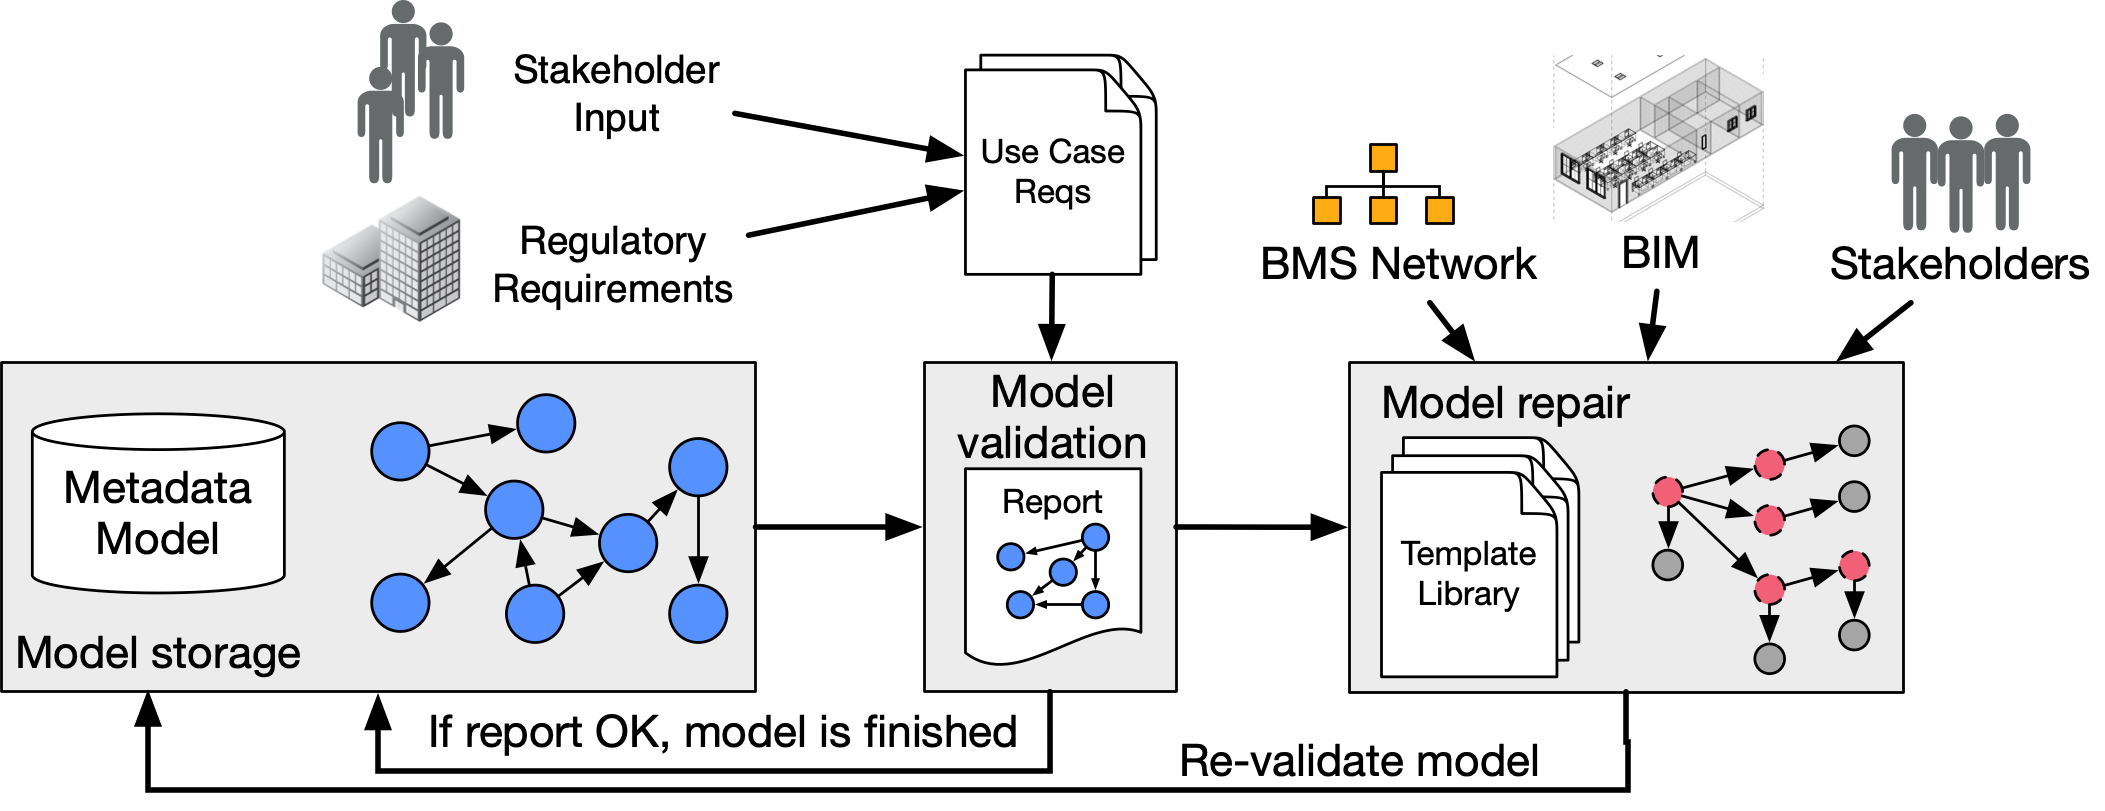 Stakeholder
Input
Regulatory
Requirements
Use Case
Reqs
BMS Network
BIM
Stakeholders
Metadata
Model
Model storage
Model
validation
Report
Model repair
Template
Library
If report OK, model is finished
Re-validate model